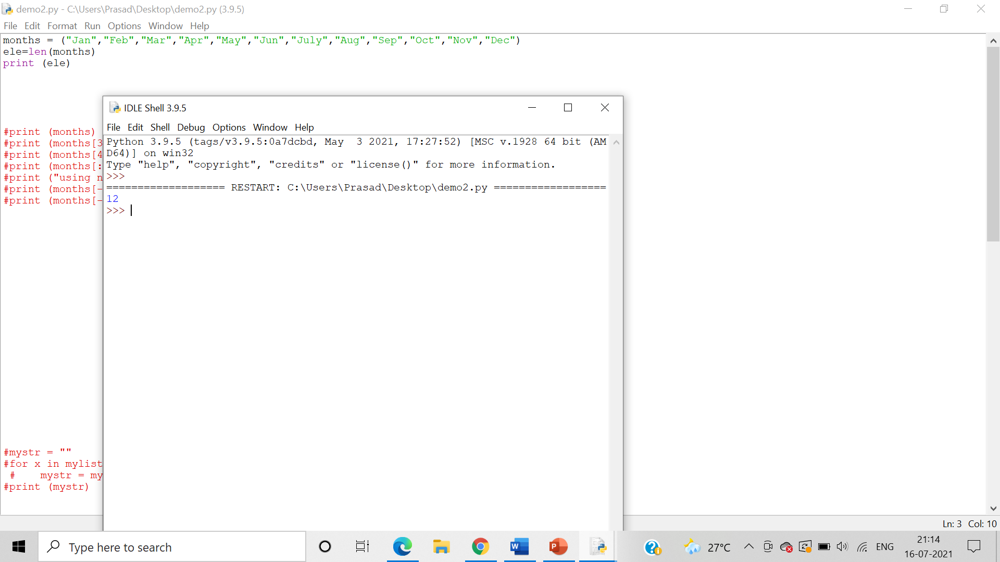 demo2.py - C:\Users\Prasad\Desktop\demo2.py (3.9.5)
File Edit Format Run Options Window Help
months = ("Jan","Feb","Mar","Apr","May","Jun","July","Aug","Sep","Oct","Nov","Dec")
ele=len(months)
print (ele)
#print (months)
#print (months[3
#print (months[4
#print (months[:
#print ("using n
#print (months[-
#print (months[-
#mystr = ""
#for x in mylist
#    mystr = my
#print (mystr)
IDLE Shell 3.9.5
File Edit Shell Debug Options Window Help
Python 3.9.5 (tags/v3.9.5:0a7dcbd, May  3 2021, 17:27:52) [MSC v.1928 64 bit (AM
D64)] on win32
Type "help", "copyright", "credits" or "license()" for more information.
>>>
=================== RESTART: C:\Users\Prasad\Desktop\demo2.py ==================
12
>>>
Ln: 3 Col: 10
Type here to search
27°C
ENG
21:14
16-07-2021